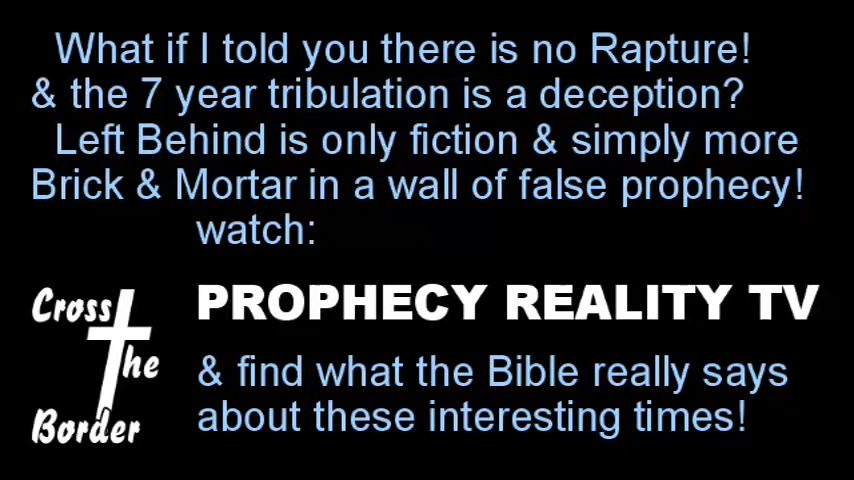 What if I told you there is no Rapture!
& the 7 year tribulation is a deception?
Left Behind is only fiction & simply more
Brick & Mortar in a wall of false prophecy!
watch:
PROPHECY REALITY TV
Cross
The
Border
& find what the Bible really says
about these interesting times!